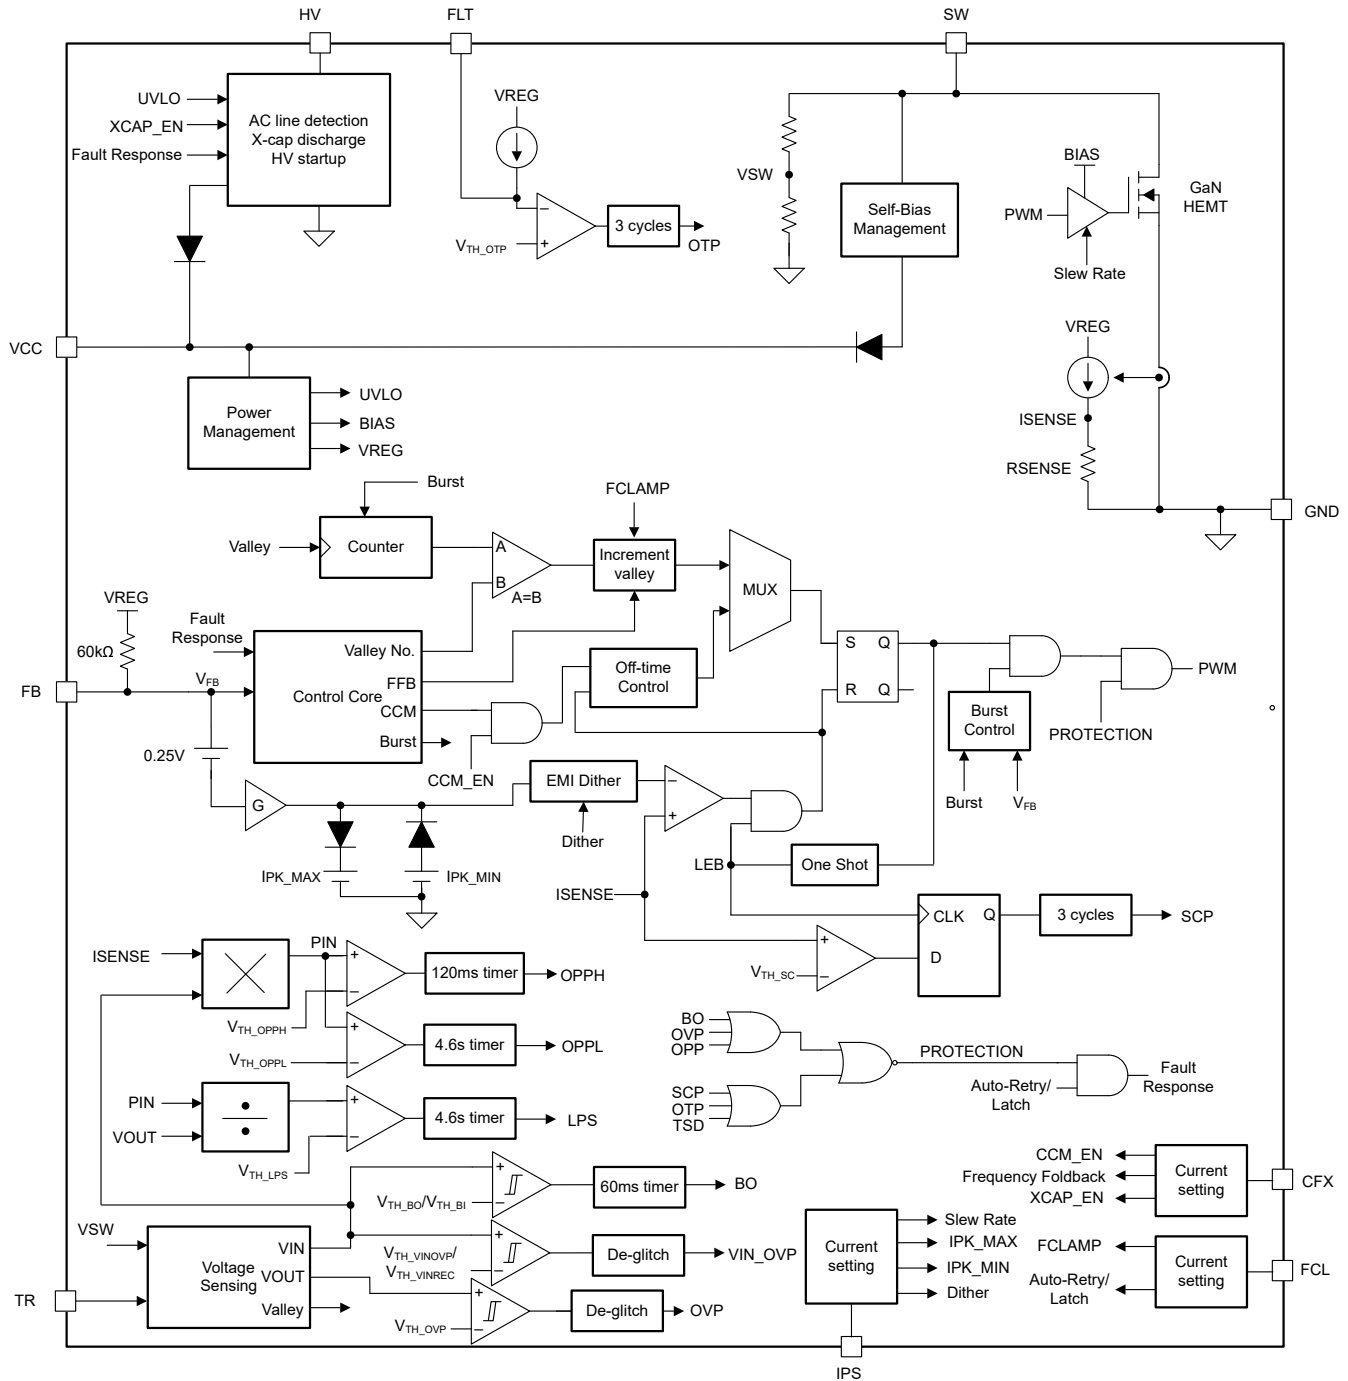 HV
FLT
SW
UVLO
XCAP_EN
Fault Response
AC line detection
X-cap discharge
HV startup
VREG
VTH_OTP
3 cycles
OTP
VSW
Self-Bias
Management
BIAS
PWM
Slew Rate
GaN
HEMT
VCC
Power
Management
UVLO
BIAS
VREG
VREG
ISENSE
RSENSE
GND
Burst
Valley
Counter
A
B
A=B
FCLAMP
Increment
valley
MUX
VREG
60kΩ
Fault
Response
FB
VFB
Control Core
Valley No.
FFB
CCM
Burst
CCM_EN
Off-time
Control
S
Q
R
Q
Burst
Control
Burst
VFB
PROTECTION
PWM
0.25V
G
EMI Dither
Dither
IPK_MAX
IPK_MIN
LEB
One Shot
ISENSE
CLK
Q
D
3 cycles
SCP
VTH_SC
+
−
ISENSE
PIN
120ms timer
OPPH
VTH_OPPH
4.6s timer
OPPL
VTH_OPPL
PIN
VOUT
4.6s timer
LPS
VTH_LPS
BO
OVP
OPP
SCP
OTP
TSD
PROTECTION
Auto-Retry/
Latch
Fault
Response
VTH_BO/VTH_BI
60ms timer
BO
VSW
TR
Voltage
Sensing
VIN
VOUT
Valley
VTH_VINOVP/
VTH_VINREC
De-glitch
VIN_OVP
VTH_OVP
De-glitch
OVP
Current
setting
Slew Rate
IPK_MAX
IPK_MIN
Dither
IPS
CCM_EN
Frequency Foldback
XCAP_EN
Current
setting
CFX
FCLAMP
Auto-Retry/
Latch
Current
setting
FCL